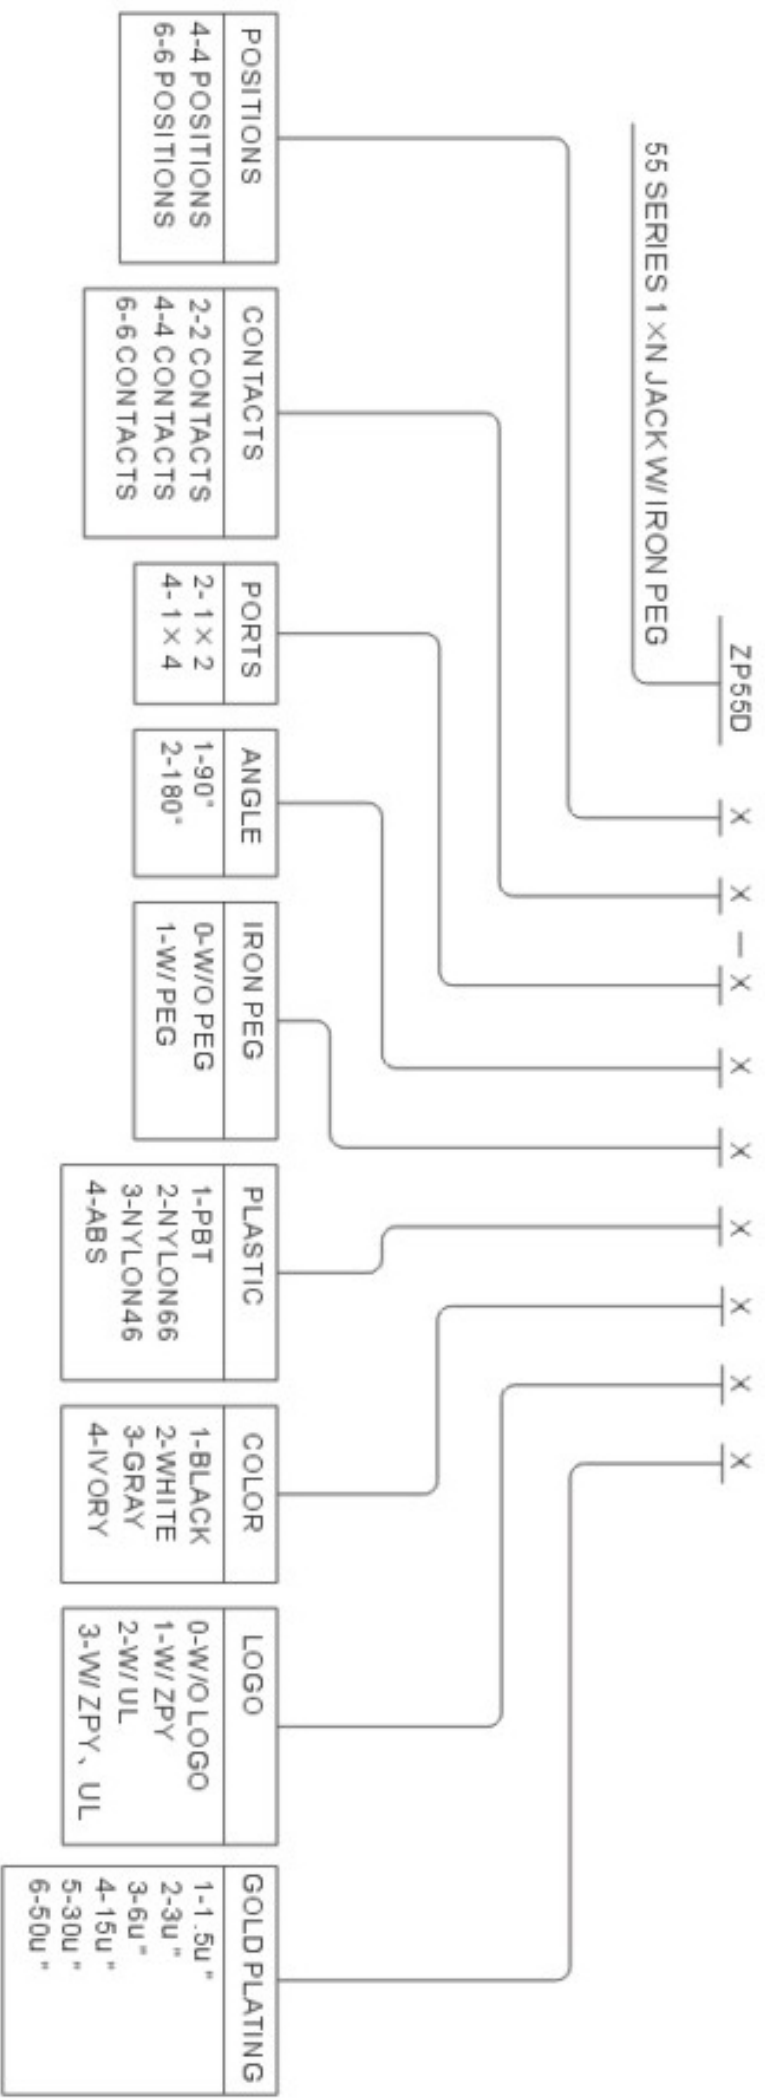 ZP55D X X — X X X X X X X
55 SERIES 1×N JACK W/ IRON PEG
POSITIONS
4-4 POSITIONS
6-6 POSITIONS
CONTACTS
2-2 CONTACTS
4-4 CONTACTS
6-6 CONTACTS
PORTS
2-1×2
4-1×4
ANGLE
1-90°
2-180°
IRON PEG
0-W/O PEG
1-W/ PEG
PLASTIC
1-PBT
2-NYLON66
3-NYLON46
4-ABS
COLOR
1-BLACK
2-WHITE
3-GRAY
4-IVORY
LOGO
0-W/O LOGO
1-W/ ZPY
2-W/ UL
3-W/ ZPY、UL
GOLD PLATING
1-1.5u"
2-3u"
3-6u"
4-15u"
5-30u"
6-50u"